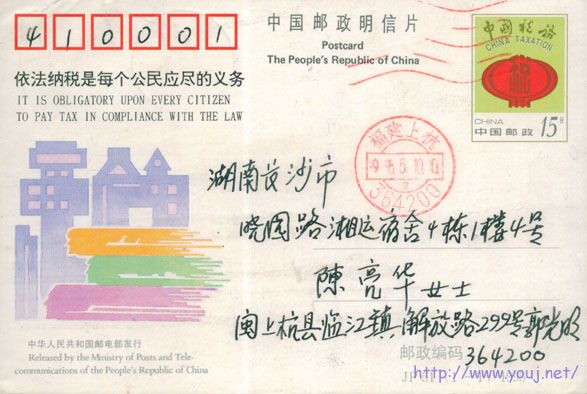 410001
中国邮政明信片
Postcard
The People's Republic of China
中国税务
CHINA TAXATION
税
CHINA
中国邮政 15分
依法纳税是每个公民应尽的义务
IT IS OBLIGATORY UPON EVERY CITIZEN
TO PAY TAX IN COMPLIANCE WITH THE LAW
福建上杭
364200
湖南长沙市
晓园路湘运宿舍4栋1楼4号
陳亮华女士
闽上杭县临江镇解放路299号郭光明
邮政编码 364200
中华人民共和国邮电部发行
Released by the Ministry of Posts and Tele-
communications of the People's Republic of China
http://www.youj.net/